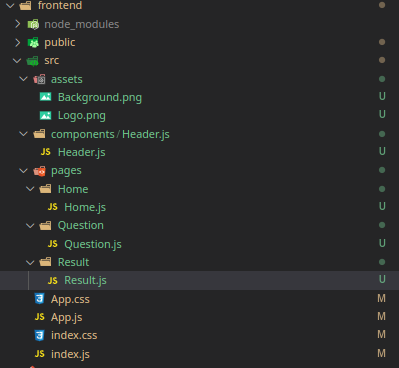 frontend
node_modules
public
src
assets
Background.png U
Logo.png U
components/Header.js
JS Header.js U
pages
Home
JS Home.js U
Question
JS Question.js U
Result
JS Result.js U
App.css M
JS App.js M
index.css M
JS index.js M